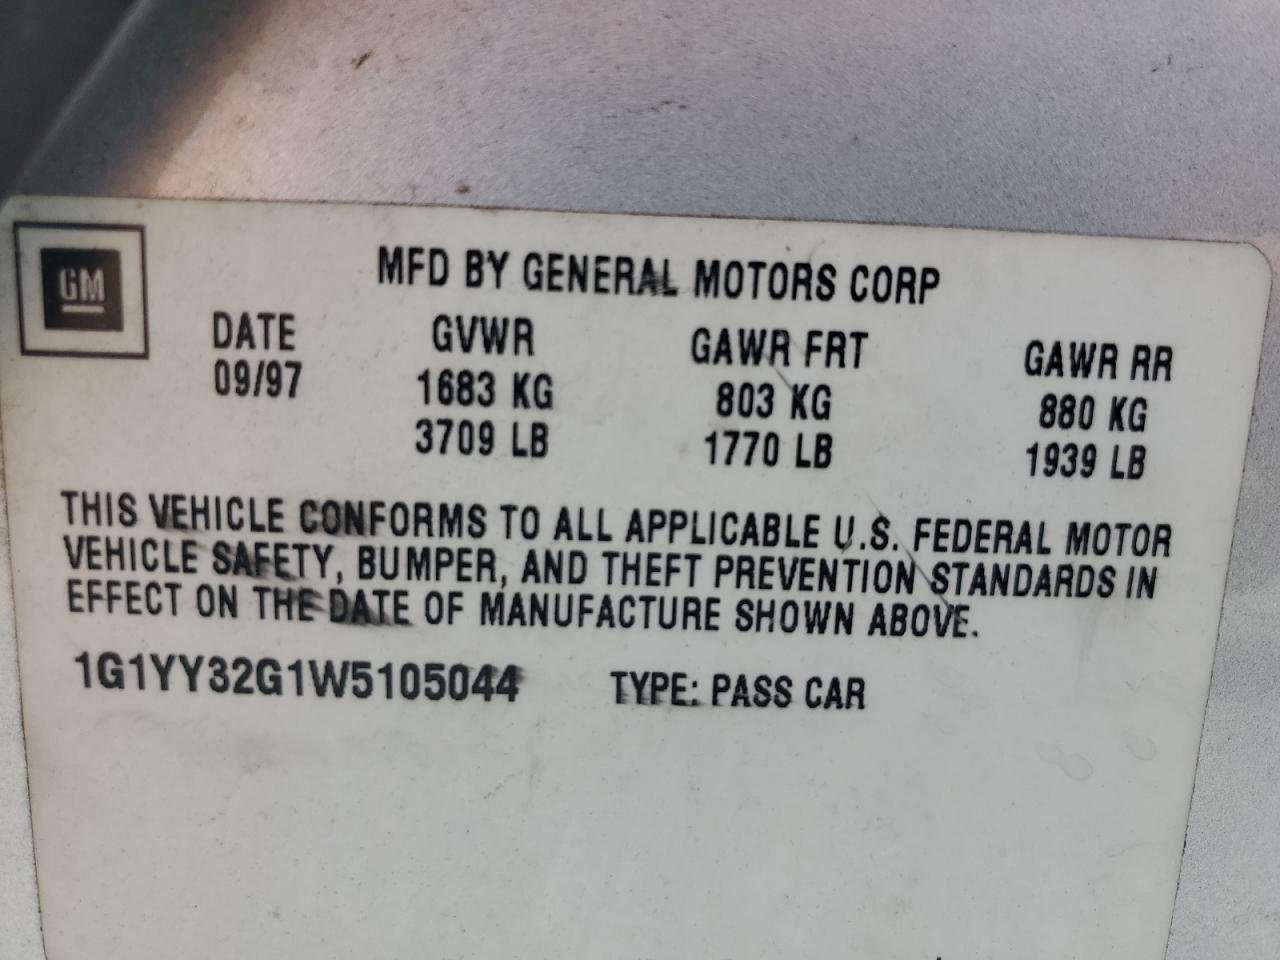 GM
MFD BY GENERAL MOTORS CORP
DATE GVWR GAWR FRT GAWR RR
09/97 1683 KG 803 KG 880 KG
3709 LB 1770 LB 1939 LB
THIS VEHICLE CONFORMS TO ALL APPLICABLE U.S. FEDERAL MOTOR
VEHICLE SAFETY, BUMPER, AND THEFT PREVENTION STANDARDS IN
EFFECT ON THE DATE OF MANUFACTURE SHOWN ABOVE.
1G1YY32G1W5105044 TYPE: PASS CAR